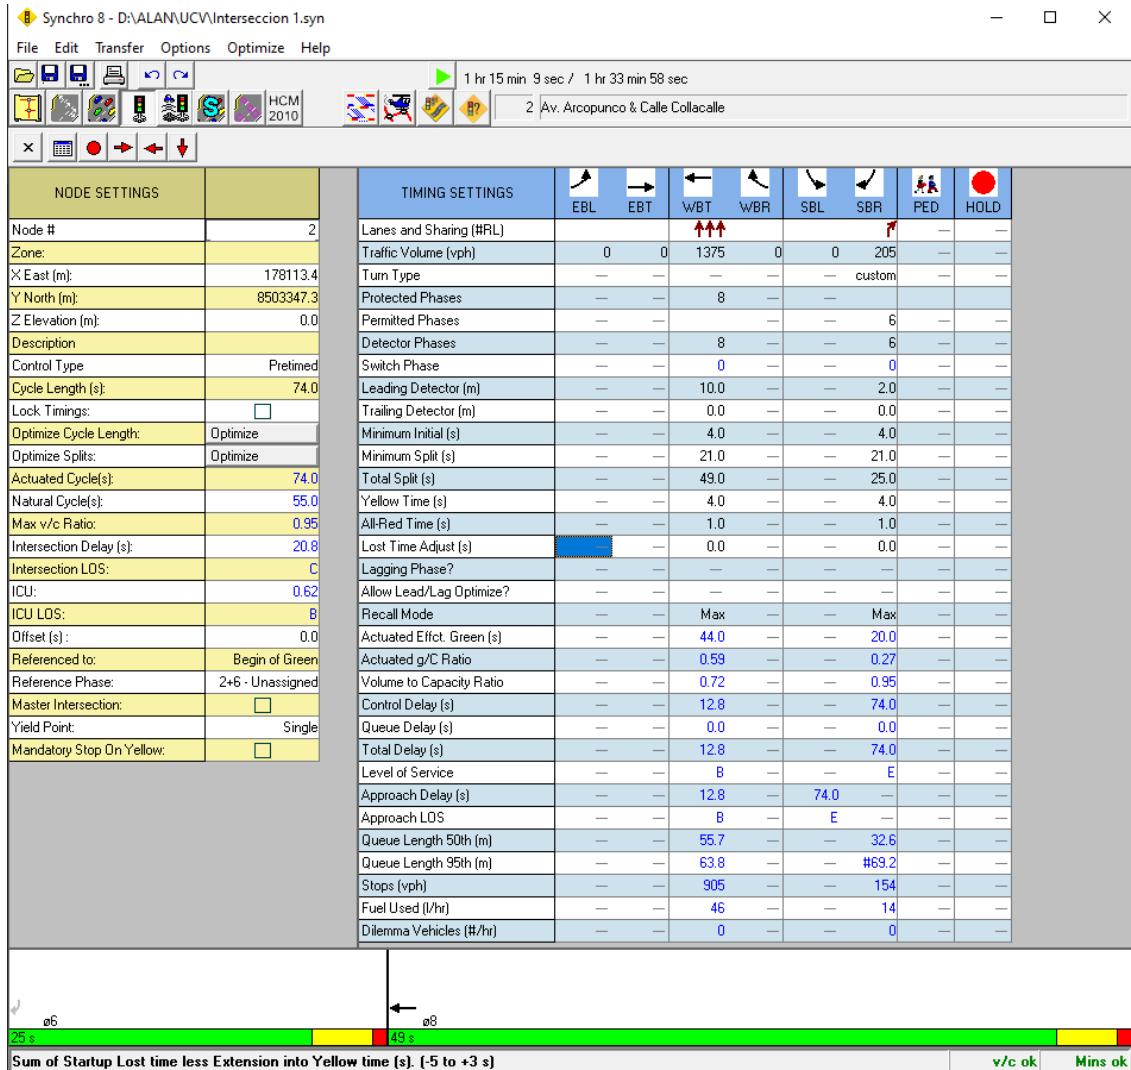 Synchro 8 - D:\ALAN\UCV\Interseccion 1.syn
File Edit Transfer Options Optimize Help
1 hr 15 min 9 sec / 1 hr 33 min 58 sec
HCM 2010
2 Av. Arcopunco & Calle Collacalle
NODE SETTINGS
Node # 2
Zone:
X East (m): 178113.4
Y North (m): 8503347.3
Z Elevation (m): 0.0
Description
Control Type Pretimed
Cycle Length (s): 74.0
Lock Timings:
Optimize Cycle Length: Optimize
Optimize Splits: Optimize
Actuated Cycle(s): 74.0
Natural Cycle(s): 55.0
Max v/c Ratio: 0.95
Intersection Delay (s): 20.8
Intersection LOS: C
ICU: 0.62
ICU LOS: B
Offset (s) : 0.0
Referenced to: Begin of Green
Reference Phase: 2+6 - Unassigned
Master Intersection:
Yield Point: Single
Mandatory Stop On Yellow:
TIMING SETTINGS EBL EBT WBT WBR SBL SBR PED HOLD
Lanes and Sharing (#RL) — —
Traffic Volume (vph) 0 0 1375 0 0 205 — —
Turn Type — — — — — custom — —
Protected Phases — — 8 — — — —
Permitted Phases — — — — 6 — —
Detector Phases — — 8 — — 6 — —
Switch Phase — — 0 — — 0 — —
Leading Detector (m) — — 10.0 — — 2.0 — —
Trailing Detector (m) — — 0.0 — — 0.0 — —
Minimum Initial (s) — — 4.0 — — 4.0 — —
Minimum Split (s) — — 21.0 — — 21.0 — —
Total Split (s) — — 49.0 — — 25.0 — —
Yellow Time (s) — — 4.0 — — 4.0 — —
All-Red Time (s) — — 1.0 — — 1.0 — —
Lost Time Adjust (s) — — 0.0 — — 0.0 — —
Lagging Phase? — — — — — — — —
Allow Lead/Lag Optimize? — — — — — — — —
Recall Mode — — Max — — Max — —
Actuated Effct. Green (s) — — 44.0 — — 20.0 — —
Actuated g/C Ratio — — 0.59 — — 0.27 — —
Volume to Capacity Ratio — — 0.72 — — 0.95 — —
Control Delay (s) — — 12.8 — — 74.0 — —
Queue Delay (s) — — 0.0 — — 0.0 — —
Total Delay (s) — — 12.8 — — 74.0 — —
Level of Service — — B — — E — —
Approach Delay (s) — — 12.8 — 74.0 — — —
Approach LOS — — B — E — — —
Queue Length 50th (m) — — 55.7 — — 32.6 — —
Queue Length 95th (m) — — 63.8 — — #69.2 — —
Stops (vph) — — 905 — — 154 — —
Fuel Used (l/hr) — — 46 — — 14 — —
Dilemma Vehicles (#/hr) — — 0 — — 0 — —
ø6 ø8
25 s 49 s
Sum of Startup Lost time less Extension into Yellow time (s). (-5 to +3 s) v/c ok Mins ok